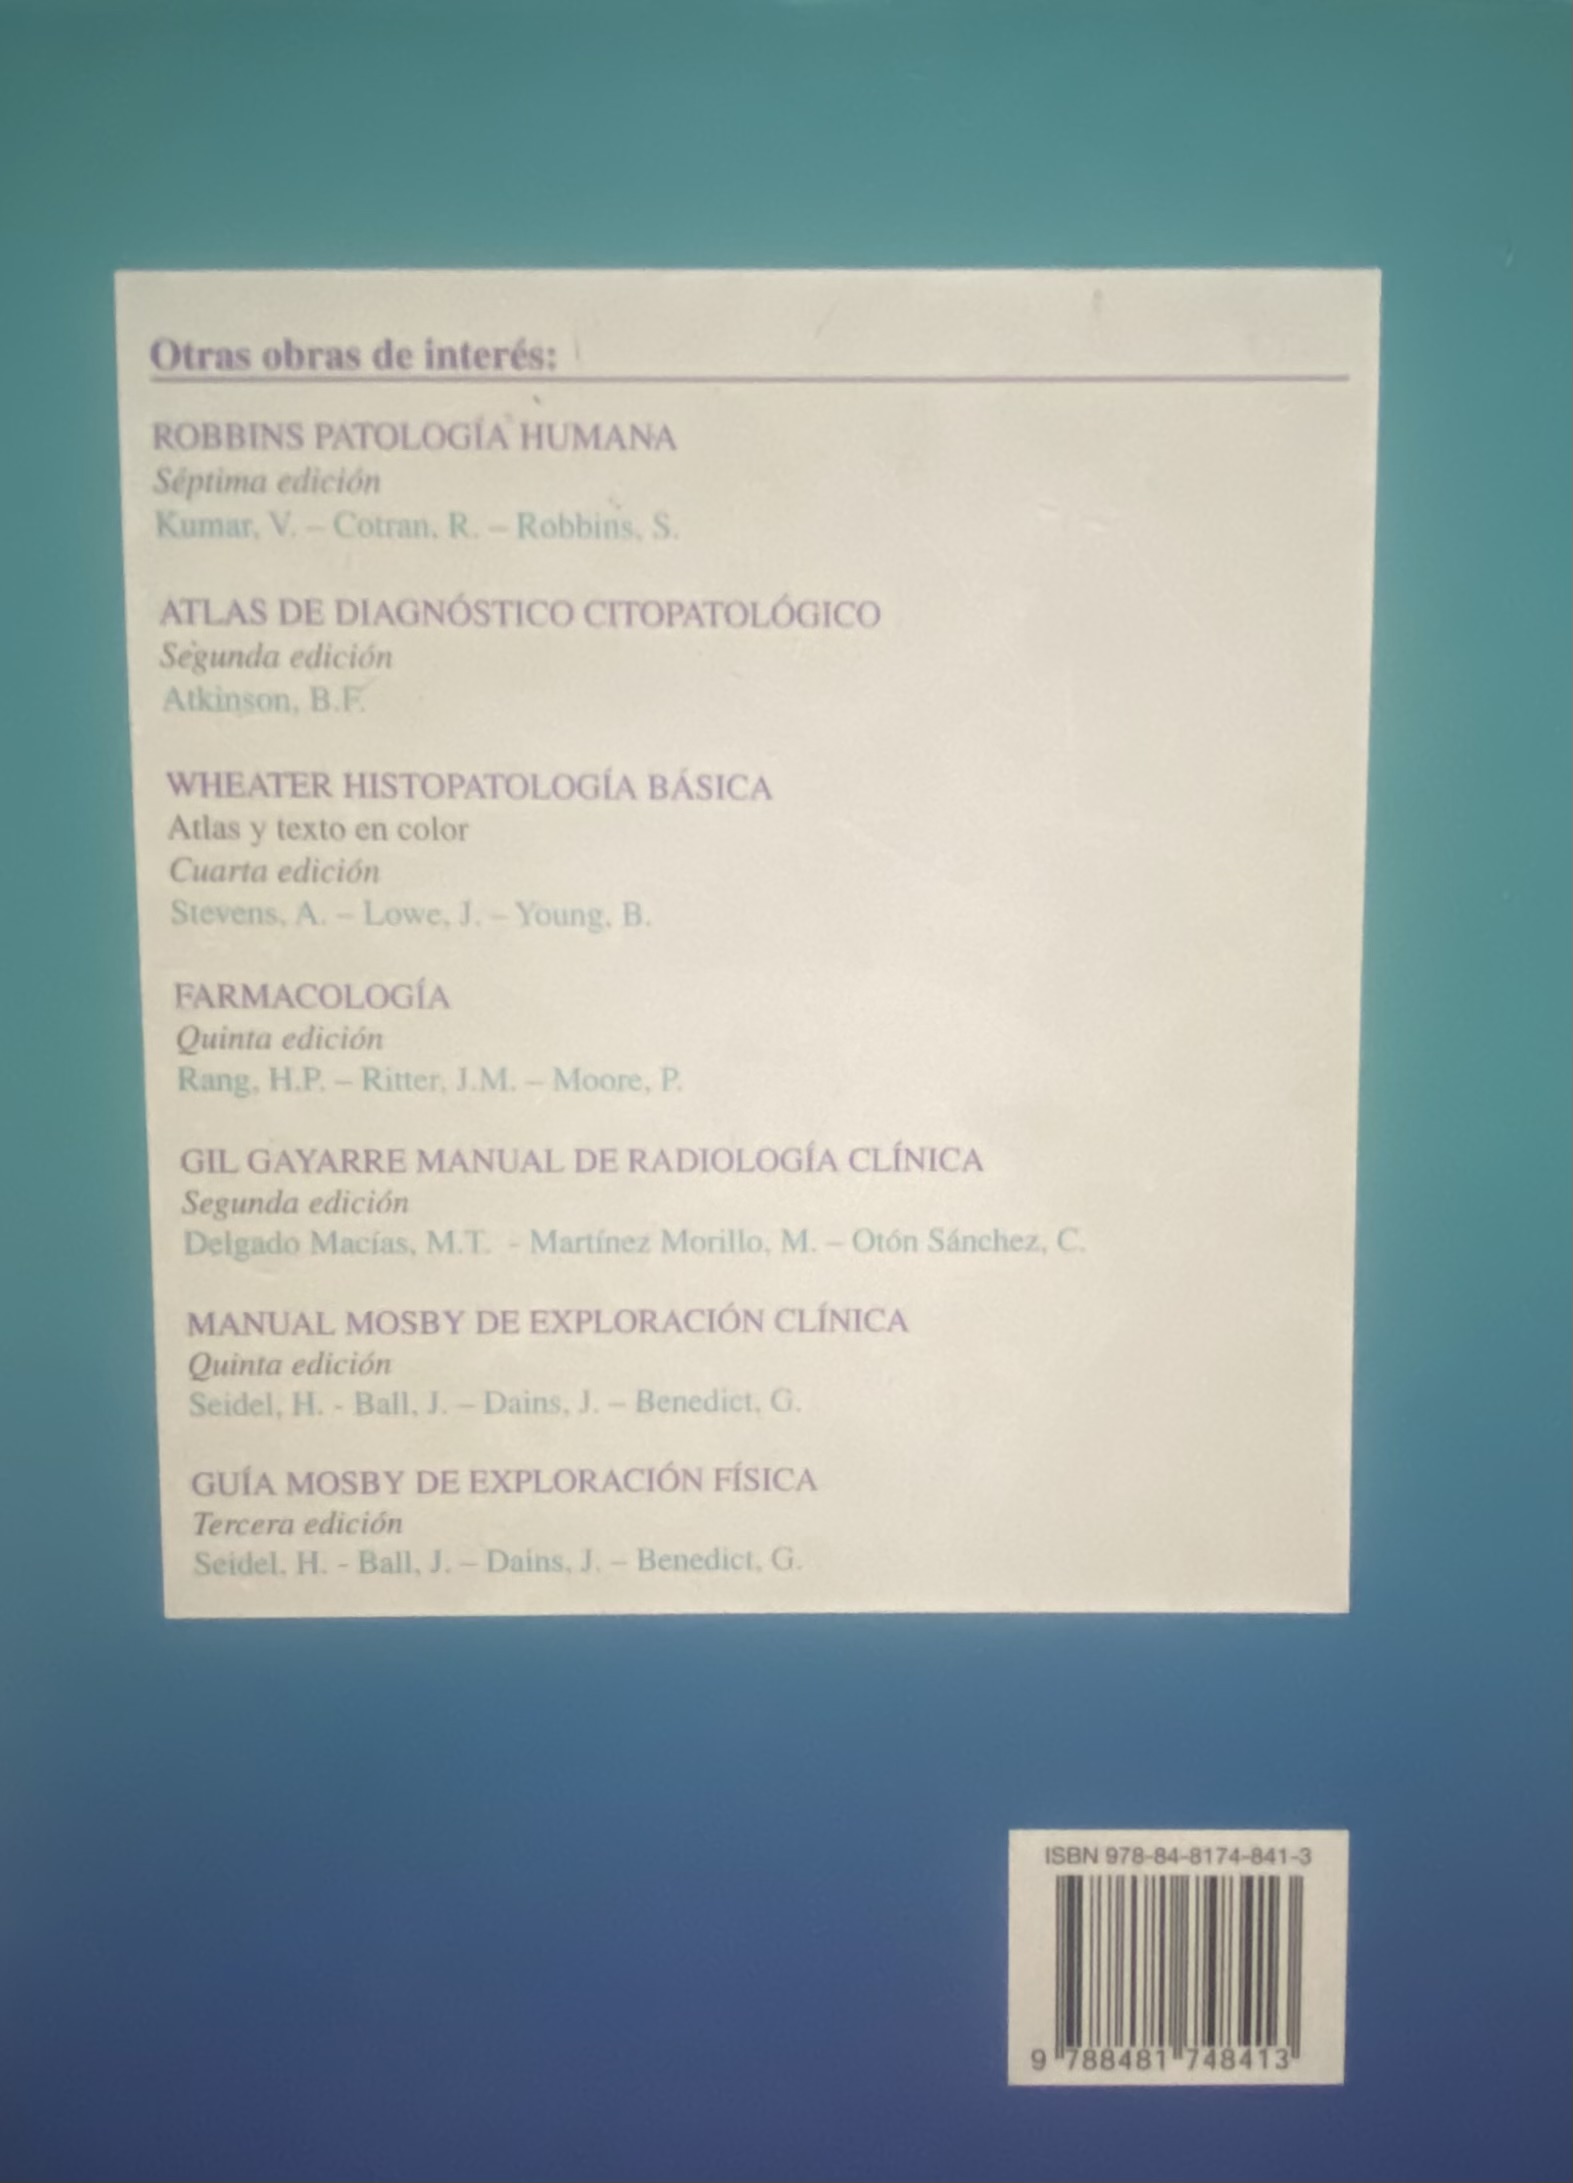 Otras obras de interés:
ROBBINS PATOLOGÍA HUMANA
Séptima edición
Kumar, V. – Cotran, R. – Robbins, S.
ATLAS DE DIAGNÓSTICO CITOPATOLÓGICO
Segunda edición
Atkinson, B.F.
WHEATER HISTOPATOLOGÍA BÁSICA
Atlas y texto en color
Cuarta edición
Stevens, A. – Lowe, J. – Young, B.
FARMACOLOGÍA
Quinta edición
Rang, H.P. – Ritter, J.M. – Moore, P.
GIL GAYARRE MANUAL DE RADIOLOGÍA CLÍNICA
Segunda edición
Delgado Macías, M.T. - Martínez Morillo, M. – Otón Sánchez, C.
MANUAL MOSBY DE EXPLORACIÓN CLÍNICA
Quinta edición
Seidel, H. - Ball, J. – Dains, J. – Benedict, G.
GUÍA MOSBY DE EXPLORACIÓN FÍSICA
Tercera edición
Seidel, H. - Ball, J. – Dains, J. – Benedict, G.
ISBN 978-84-8174-841-3
9 788481 748413